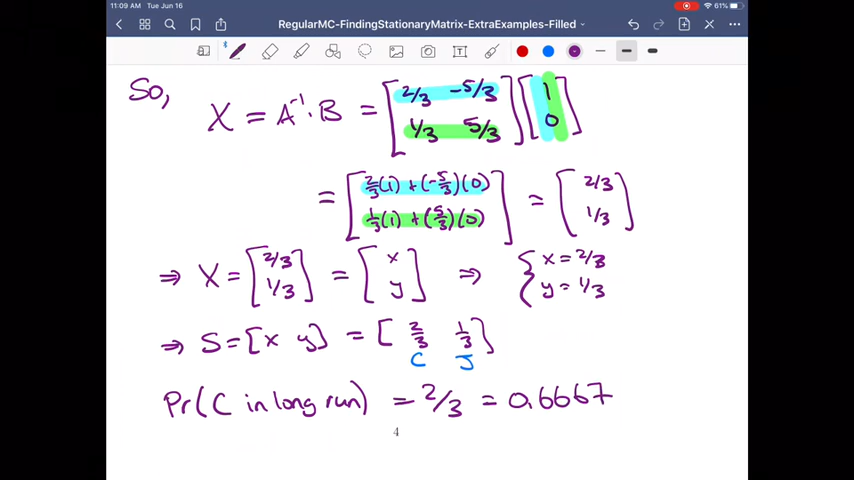 11:09 AM Tue Jun 16
61%
RegularMC-FindingStationaryMatrix-ExtraExamples-Filled
So,
X = A⁻¹·B = [2/3 -5/3 1/3 5/3] [1 0]
= [2/3(1) + (-5/3)(0) 1/3(1) + (5/3)(0)] = [2/3 1/3]
⇒ X = [2/3 1/3] = [x y] ⇒ { x = 2/3 y = 1/3
⇒ S = [x y] = [2/3 1/3]
C J
Pr(C in long run) = 2/3 = 0.6667
4